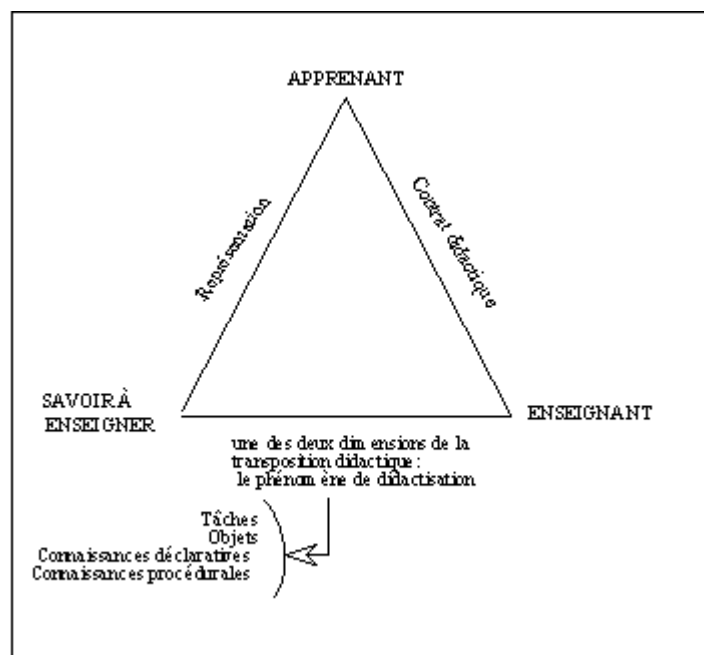 APPRENANT
Représentation
Contrat didactique
SAVOIR À
ENSEIGNER
ENSEIGNANT
une des deux dimensions de la
transposition didactique:
le phénomène de didactisation
Tâches
Objets
Connaissances déclaratives
Connaissances procédurales